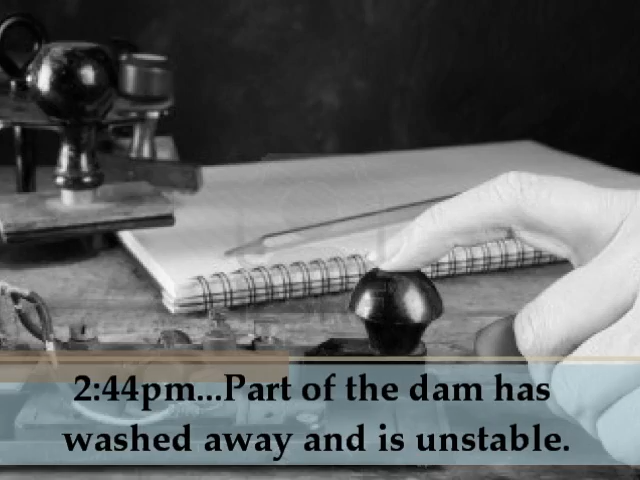 2:44pm...Part of the dam has
washed away and is unstable.